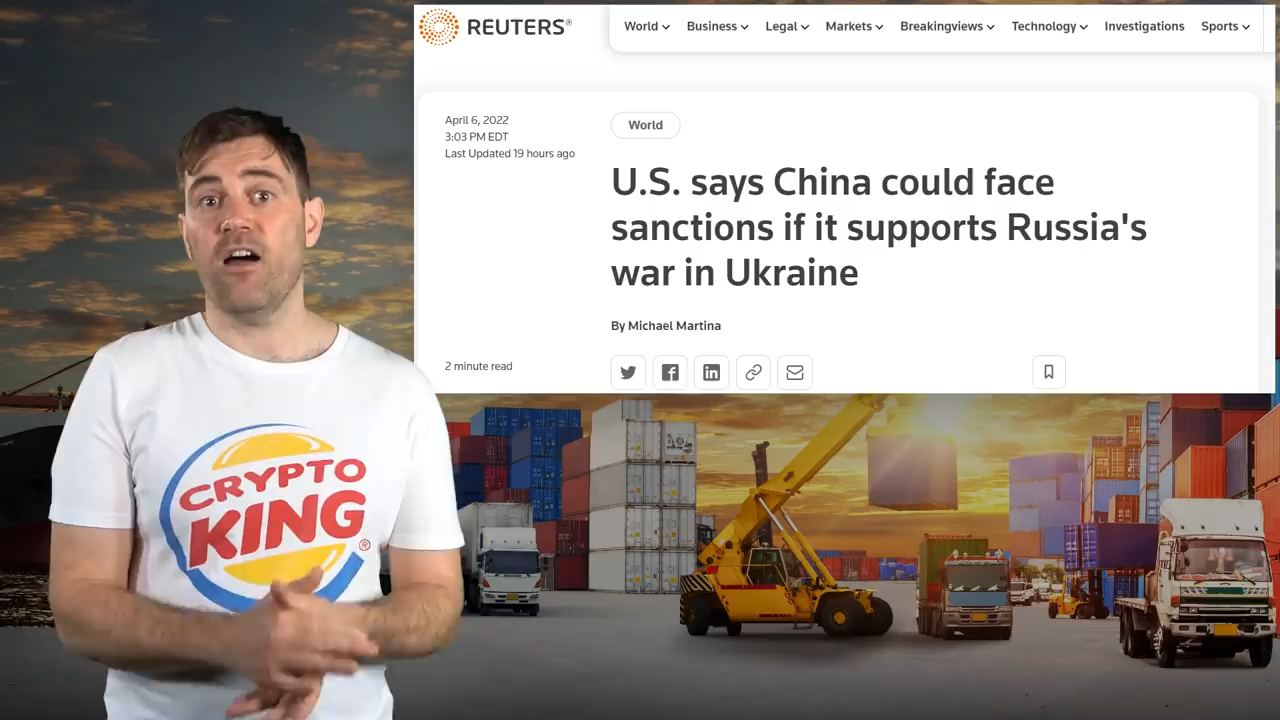 REUTERS®
World
Business
Legal
Markets
Breakingviews
Technology
Investigations
Sports
April 6, 2022
3:03 PM EDT
Last Updated 19 hours ago
World
U.S. says China could face
sanctions if it supports Russia's
war in Ukraine
By Michael Martina
2 minute read
CRYPTO
KING®